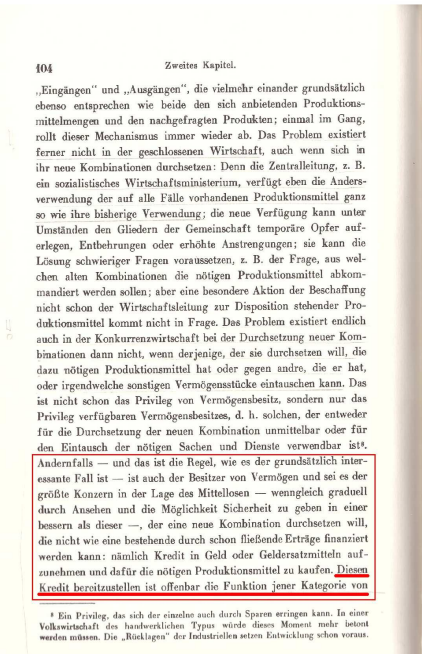 104
Zweites Kapitel.
„Eingängen" und „Ausgängen", die vielmehr einander grundsätzlich
ebenso entsprechen wie beide den sich anbietenden Produktions-
mittelmengen und den nachgefragten Produkten; einmal im Gang,
rollt dieser Mechanismus immer wieder ab. Das Problem existiert
ferner nicht in der geschlossenen Wirtschaft, auch wenn sich in
ihr neue Kombinationen durchsetzen: Denn die Zentralleitung, z. B.
ein sozialistisches Wirtschaftsministerium, verfügt eben die Anders-
verwendung der auf alle Fälle vorhandenen Produktionsmittel ganz
so wie ihre bisherige Verwendung; die neue Verfügung kann unter
Umständen den Gliedern der Gemeinschaft temporäre Opfer auf-
erlegen, Entbehrungen oder erhöhte Anstrengungen; sie kann die
Lösung schwieriger Fragen voraussetzen, z. B. der Frage, aus wel-
chen alten Kombinationen die nötigen Produktionsmittel abkom-
mandiert werden sollen; aber eine besondere Aktion der Beschaffung
nicht schon der Wirtschaftsleitung zur Disposition stehender Pro-
duktionsmittel kommt nicht in Frage. Das Problem existiert endlich
auch in der Konkurrenzwirtschaft bei der Durchsetzung neuer Kom-
binationen dann nicht, wenn derjenige, der sie durchsetzen will, die
dazu nötigen Produktionsmittel hat oder gegen andre, die er hat,
oder irgendwelche sonstigen Vermögensstücke eintauschen kann. Das
ist nicht schon das Privileg von Vermögensbesitz, sondern nur das
Privileg verfügbaren Vermögensbesitzes, d. h. solchen, der entweder
für die Durchsetzung der neuen Kombination unmittelbar oder für
den Eintausch der nötigen Sachen und Dienste verwendbar ist⁸.
Andernfalls — und das ist die Regel, wie es der grundsätzlich inter-
essante Fall ist — ist auch der Besitzer von Vermögen und sei es der
größte Konzern in der Lage des Mittellosen — wenngleich graduell
durch Ansehen und die Möglichkeit Sicherheit zu geben in einer
bessern als dieser —, der eine neue Kombination durchsetzen will,
die nicht wie eine bestehende durch schon fließende Erträge finanziert
werden kann: nämlich Kredit in Geld oder Geldersatzmitteln auf-
zunehmen und dafür die nötigen Produktionsmittel zu kaufen. Diesen
Kredit bereitzustellen ist offenbar die Funktion jener Kategorie von
⁸ Ein Privileg, das sich der einzelne auch durch Sparen erringen kann. In einer
Volkswirtschaft des handwerklichen Typus würde dieses Moment mehr betont
werden müssen. Die „Rücklagen" der Industriellen setzen Entwicklung schon voraus.